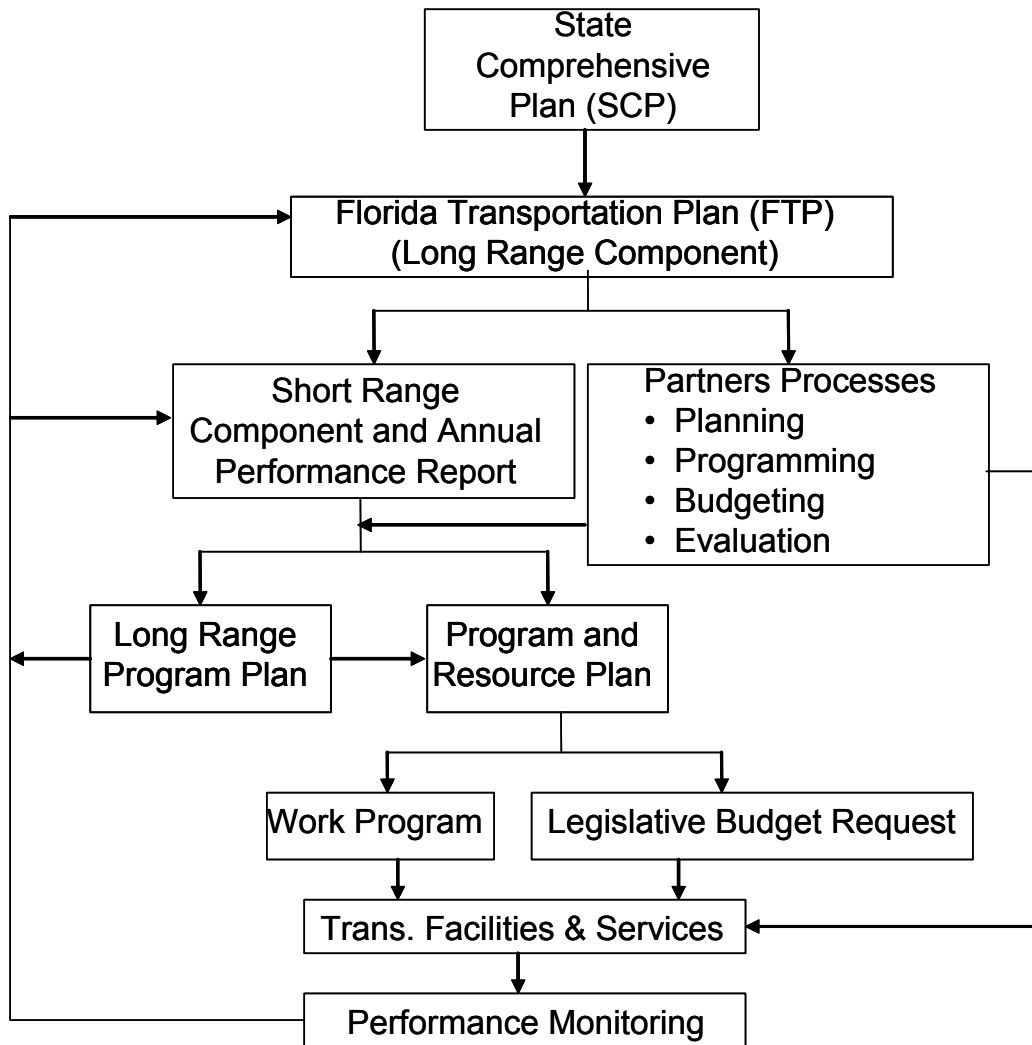 State
Comprehensive
Plan (SCP)
Florida Transportation Plan (FTP)
(Long Range Component)
Short Range
Component and Annual
Performance Report
Partners Processes
• Planning
• Programming
• Budgeting
• Evaluation
Long Range
Program Plan
Program and
Resource Plan
Work Program
Legislative Budget Request
Trans. Facilities & Services
Performance Monitoring